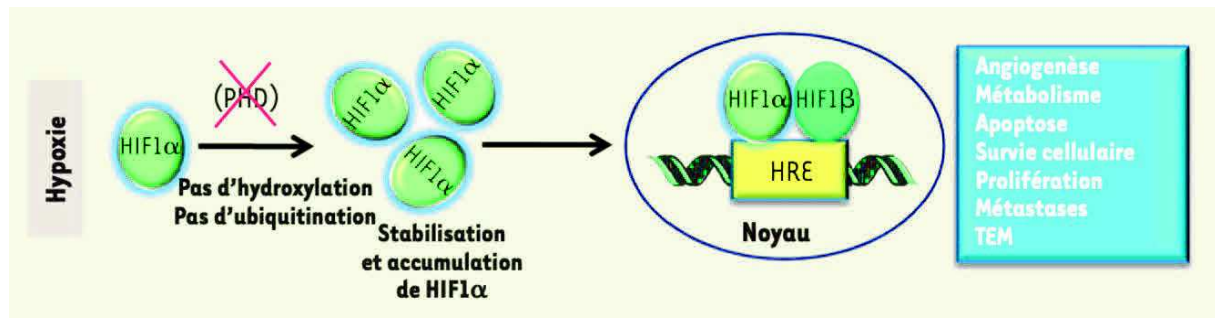 Hypoxie
HIF1α
(PHD)
Pas d'hydroxylation
Pas d'ubiquitination
HIF1α
HIF1α
HIF1α
Stabilisation
et accumulation
de HIF1α
HIF1α
HIF1β
HRE
Noyau
Angiogenèse
Métabolisme
Apoptose
Survie cellulaire
Prolifération
Métastases
TEM